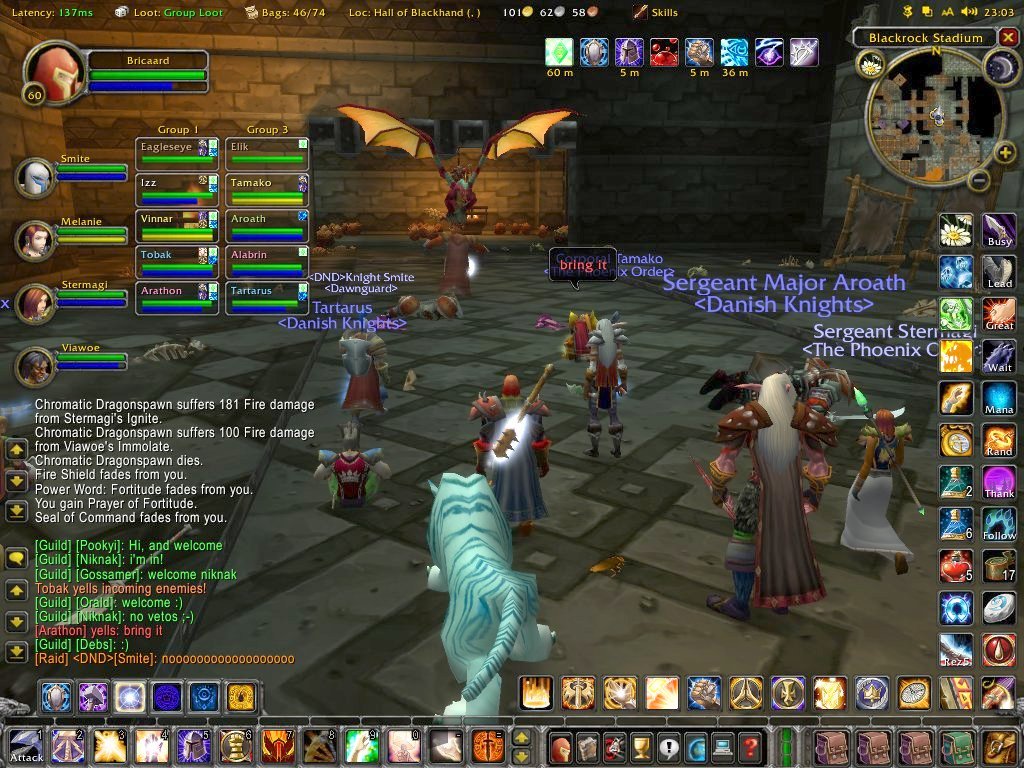 Latency: 137ms
Loot: Group Loot
Bags: 46/74
Loc: Hall of Blackhand (, )
101 62 58
Skills
AA
23:03
Blackrock Stadium
N
Bricaard
60
60 m
5 m
5 m
36 m
Group 1
Group 3
Eagleseye
Elik
Smite
Izz
Tamako
Melanie
Vinnar
Aroath
Tobak
Alabrin
Stermagi
Arathon
Tartarus
X
Viawoe
<DND>Knight Smite
<Dawnguard>
Tartarus
<Danish Knights>
bring it
Tamako
Sergeant Major Aroath
<Danish Knights>
Chromatic Dragonspawn suffers 181 Fire damage
from Stermagi's Ignite.
Chromatic Dragonspawn suffers 100 Fire damage
from Viawoe's Immolate.
Chromatic Dragonspawn dies.
Fire Shield fades from you.
Power Word: Fortitude fades from you.
You gain Prayer of Fortitude.
Seal of Command fades from you.
[Guild] [Pookyi]: Hi, and welcome
[Guild] [Niknak]: i'm in!
[Guild] [Gossamer]: welcome niknak
Tobak yells incoming enemies!
[Guild] [Orald]: welcome :)
[Guild] [Niknak]: no vetos ;-)
[Arathon] yells: bring it
[Guild] [Debs]: :)
[Raid] <DND>[Smite]: noooooooooooooooooo
Busy
Lead
Great
Wait
Mana
Rand
2
Thank
6
Follow
5
17
RezS
Attack
1
2
3
4
5
6
7
8
9
0
-
=